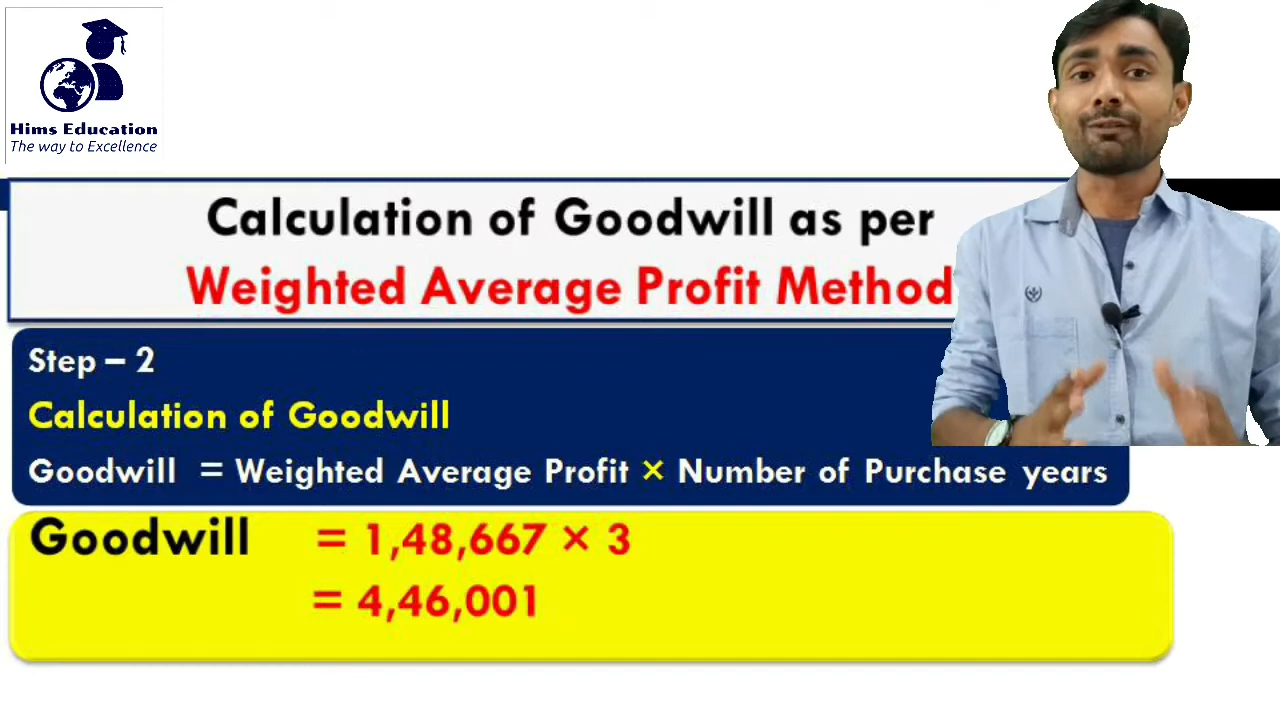 Hims Education
The way to Excellence
Calculation of Goodwill as per
Weighted Average Profit Method
Step – 2
Calculation of Goodwill
Goodwill = Weighted Average Profit × Number of Purchase years
Goodwill = 1,48,667 × 3
= 4,46,001